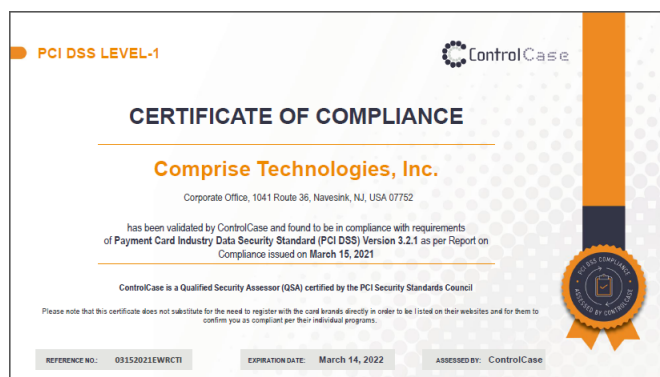 PCI DSS LEVEL-1
ControlCase
CERTIFICATE OF COMPLIANCE
Comprise Technologies, Inc.
Corporate Office, 1041 Route 36, Navesink, NJ, USA 07752
has been validated by ControlCase and found to be in compliance with requirements
of Payment Card Industry Data Security Standard (PCI DSS) Version 3.2.1 as per Report on
Compliance issued on March 15, 2021
ControlCase is a Qualified Security Assessor (QSA) certified by the PCI Security Standards Council
Please note that this certificate does not substitute for the need to register with the card brands directly in order to be listed on their websites and for them to
confirm you as compliant per their individual programs.
PCI DSS COMPLIANCE
ASSESSED BY CONTROLCASE
REFERENCE NO.: 03152021EWRCTI
EXPIRATION DATE: March 14, 2022
ASSESSED BY: ControlCase